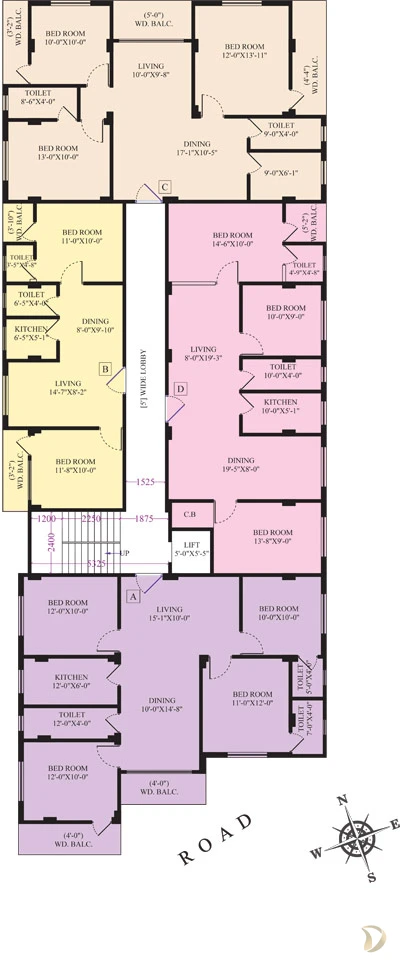 (3'-2")
WD. BALC.
BED ROOM
10'-0"X10'-0"
(5'-0")
WD. BALC.
LIVING
10'-0"X9'-8"
BED ROOM
12'-0"X13'-11"
(4'-4")
WD. BALC.
TOILET
8'-6"X4'-0"
BED ROOM
13'-0"X10'-0"
DINING
17'-1"X10'-5"
TOILET
9'-0"X4'-0"
9'-0"X6'-1"
C
(3'-10")
WD. BALC.
BED ROOM
11'-0"X10'-0"
TOILET
3'-5"X4'-8"
TOILET
6'-5"X4'-0"
KITCHEN
6'-5"X5'-1"
DINING
8'-0"X9'-10"
B
LIVING
14'-7"X8'-2"
(3'-2")
WD. BALC.
BED ROOM
11'-8"X10'-0"
[5'] WIDE LOBBY
BED ROOM
14'-6"X10'-0"
(5'-2")
WD. BALC.
TOILET
4'-9"X4'-8"
BED ROOM
10'-0"X9'-0"
LIVING
8'-0"X19'-3"
TOILET
10'-0"X4'-0"
D
KITCHEN
10'-0"X5'-1"
DINING
19'-5"X8'-0"
1525
C.B
BED ROOM
13'-8"X9'-0"
1200
2250
1875
2400
UP
5325
LIFT
5'-0"X5'-5"
A
BED ROOM
12'-0"X10'-0"
LIVING
15'-1"X10'-0"
BED ROOM
10'-0"X10'-0"
KITCHEN
12'-0"X6'-0"
TOILET
5'-0"X4'-0"
DINING
10'-0"X14'-8"
BED ROOM
11'-0"X12'-0"
TOILET
7'-0"X4'-0"
TOILET
12'-0"X4'-0"
BED ROOM
12'-0"X10'-0"
(4'-0")
WD. BALC.
(4'-0")
WD. BALC.
ROAD
N
E
W
S